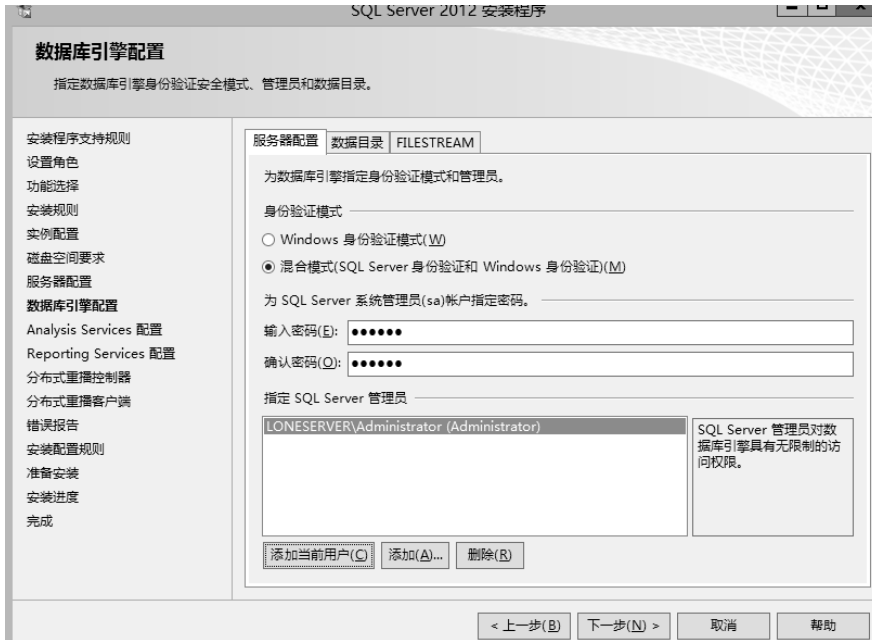 SQL Server 2012 安装程序
数据库引擎配置
指定数据库引擎身份验证安全模式、管理员和数据目录。
安装程序支持规则
设置角色
功能选择
安装规则
实例配置
磁盘空间要求
服务器配置
数据库引擎配置
Analysis Services 配置
Reporting Services 配置
分布式重播控制器
分布式重播客户端
错误报告
安装配置规则
准备安装
安装进度
完成
服务器配置 数据目录 FILESTREAM
为数据库引擎指定身份验证模式和管理员。
身份验证模式
Windows 身份验证模式(W)
混合模式(SQL Server 身份验证和 Windows 身份验证)(M)
为 SQL Server 系统管理员(sa)帐户指定密码。
输入密码(E): ●●●●●●
确认密码(O): ●●●●●●
指定 SQL Server 管理员
LONESERVER\Administrator (Administrator)
SQL Server 管理员对数
据库引擎具有无限制的访
问权限。
添加当前用户(C) 添加(A)... 删除(R)
< 上一步(B) 下一步(N) > 取消 帮助